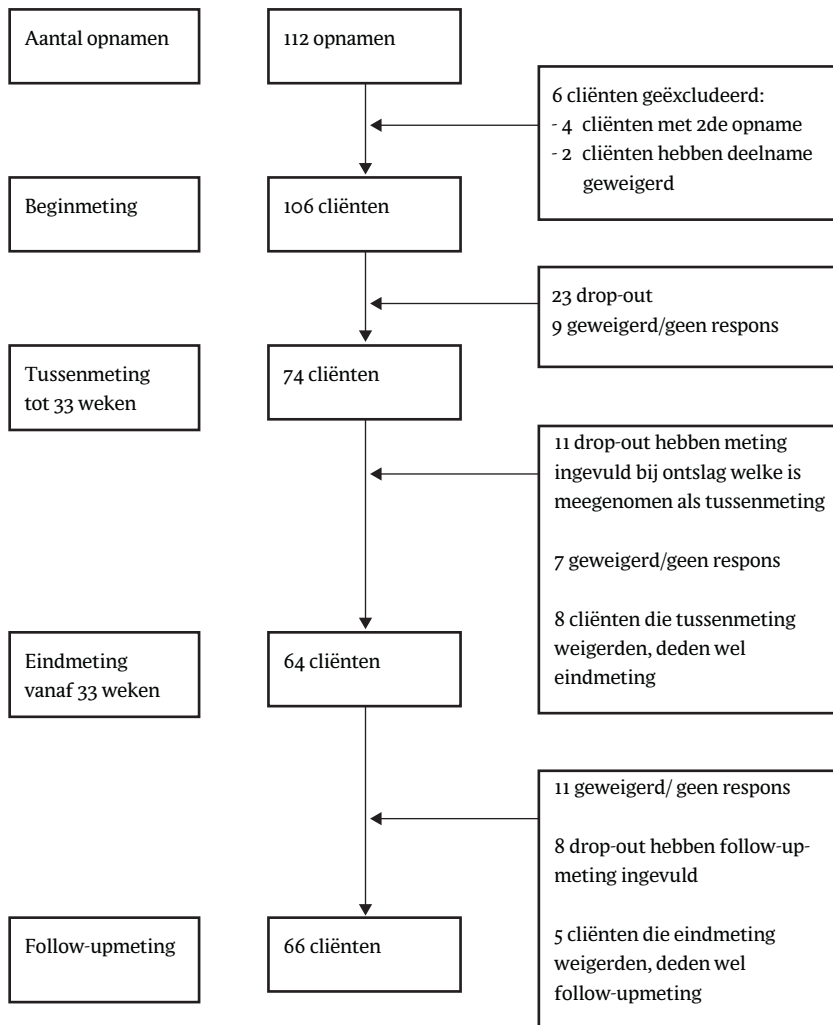 Aantal opnamen
112 opnamen
6 cliënten geëxcludeerd:
- 4 cliënten met 2de opname
- 2 cliënten hebben deelname
geweigerd
Beginmeting
106 cliënten
23 drop-out
9 geweigerd/geen respons
Tussenmeting
tot 33 weken
74 cliënten
11 drop-out hebben meting
ingevuld bij ontslag welke is
meegenomen als tussenmeting
7 geweigerd/geen respons
8 cliënten die tussenmeting
weigerden, deden wel
eindmeting
Eindmeting
vanaf 33 weken
64 cliënten
11 geweigerd/ geen respons
8 drop-out hebben follow-up-
meting ingevuld
5 cliënten die eindmeting
weigerden, deden wel
follow-upmeting
Follow-upmeting
66 cliënten